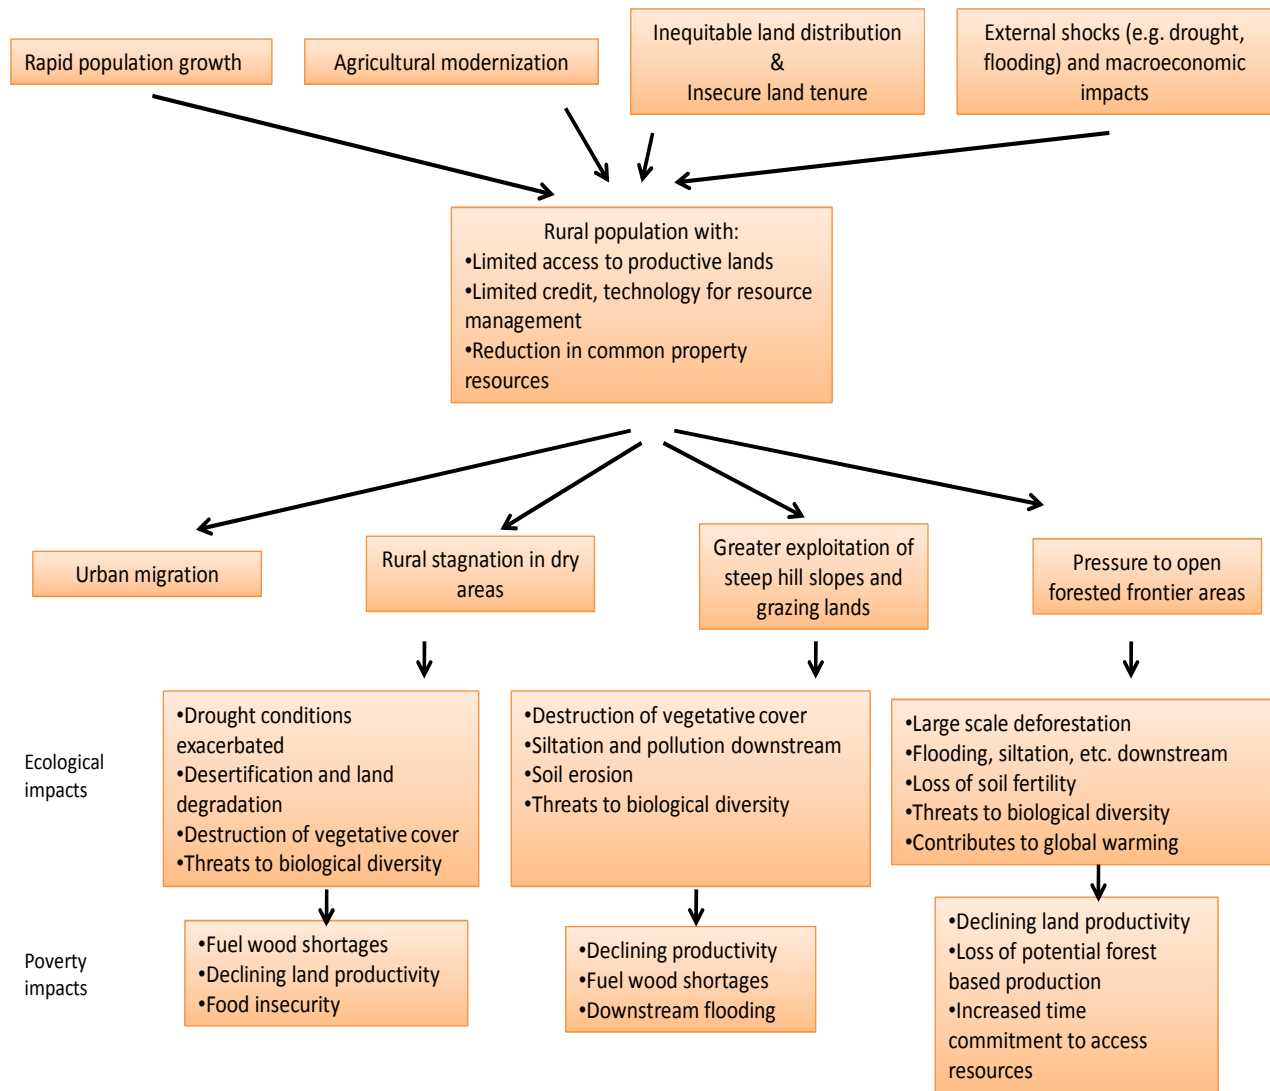 Rapid population growth
Agricultural modernization
Inequitable land distribution
&
Insecure land tenure
External shocks (e.g. drought,
flooding) and macroeconomic
impacts
Rural population with:
•Limited access to productive lands
•Limited credit, technology for resource
management
•Reduction in common property
resources
Urban migration
Rural stagnation in dry
areas
Greater exploitation of
steep hill slopes and
grazing lands
Pressure to open
forested frontier areas
Ecological
impacts
•Drought conditions
exacerbated
•Desertification and land
degradation
•Destruction of vegetative cover
•Threats to biological diversity
•Destruction of vegetative cover
•Siltation and pollution downstream
•Soil erosion
•Threats to biological diversity
•Large scale deforestation
•Flooding, siltation, etc. downstream
•Loss of soil fertility
•Threats to biological diversity
•Contributes to global warming
Poverty
impacts
•Fuel wood shortages
•Declining land productivity
•Food insecurity
•Declining productivity
•Fuel wood shortages
•Downstream flooding
•Declining land productivity
•Loss of potential forest
based production
•Increased time
commitment to access
resources